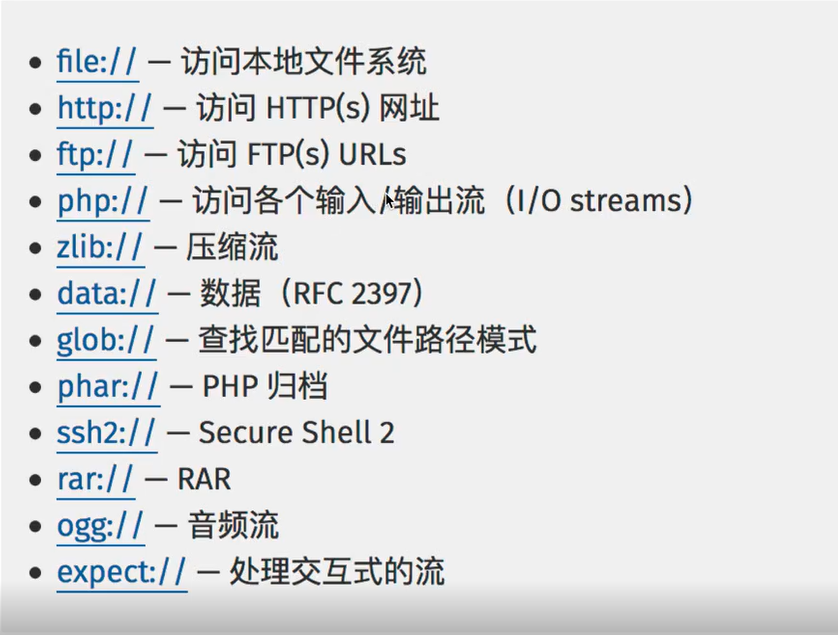 file:// — 访问本地文件系统
http:// — 访问 HTTP(s) 网址
ftp:// — 访问 FTP(s) URLs
php:// — 访问各个输入/输出流（I/O streams）
zlib:// — 压缩流
data:// — 数据（RFC 2397）
glob:// — 查找匹配的文件路径模式
phar:// — PHP 归档
ssh2:// — Secure Shell 2
rar:// — RAR
ogg:// — 音频流
expect:// — 处理交互式的流